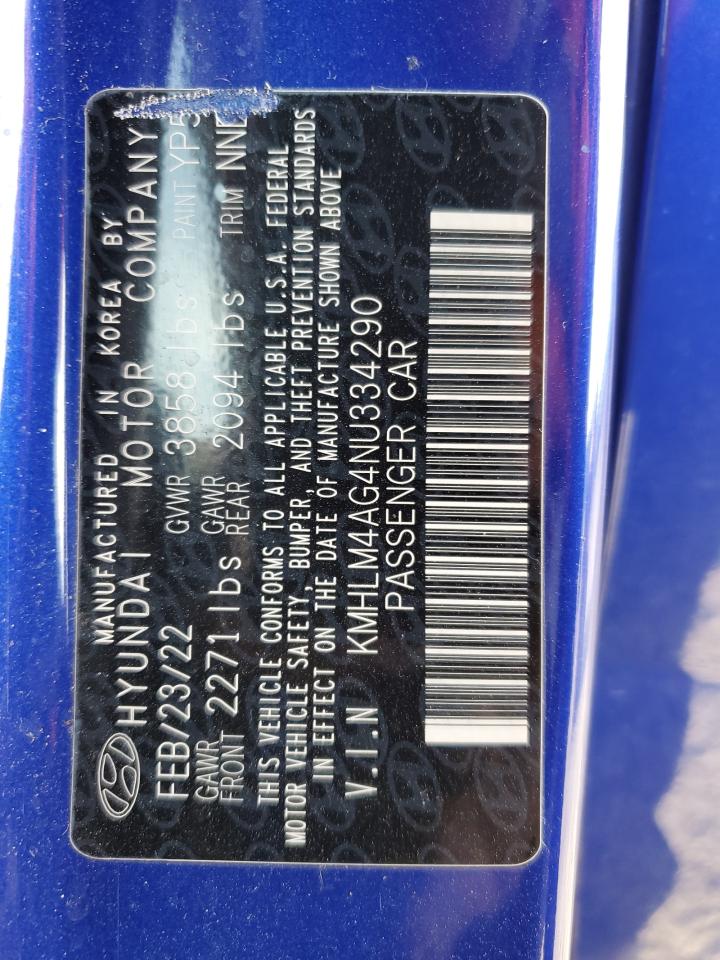 MANUFACTURED IN KOREA BY
HYUNDAI MOTOR COMPANY
FEB/23/22 GVWR 3858 lbs PAINT YP5
GAWR FRONT 2271 lbs GAWR REAR 2094 lbs TRIM NNB
THIS VEHICLE CONFORMS TO ALL APPLICABLE U.S.A. FEDERAL
MOTOR VEHICLE SAFETY, BUMPER, AND THEFT PREVENTION STANDARDS
IN EFFECT ON THE DATE OF MANUFACTURE SHOWN ABOVE
V.I.N KMHLM4AG4NU334290
PASSENGER CAR